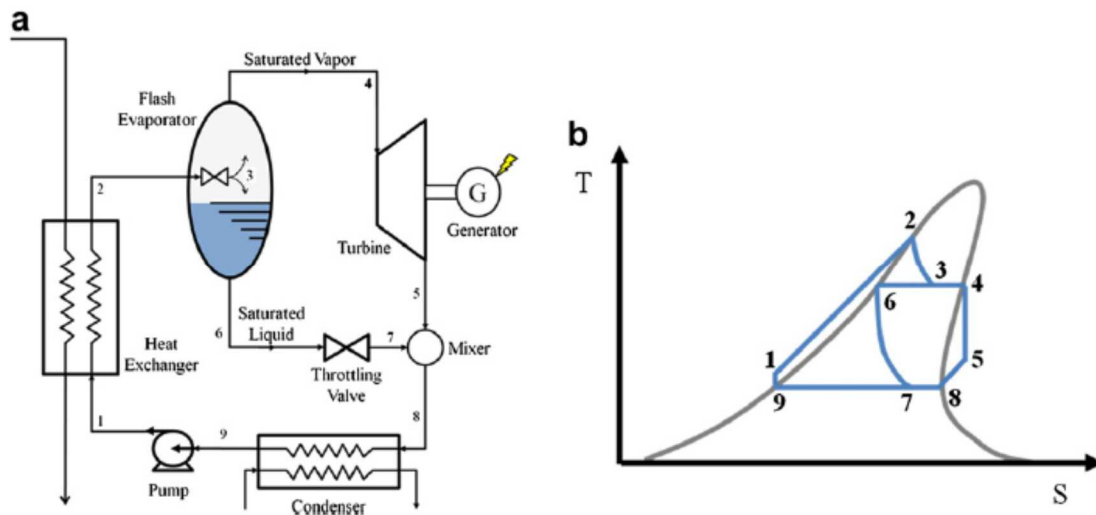 a
Saturated Vapor
4
Flash
Evaporator
3
2
G
Generator
Turbine
5
Saturated
6
Liquid
7
Mixer
Heat
Exchanger
Throttling
Valve
8
1
9
Pump
Condenser
b
T
2
3
4
6
1
5
9
7
8
S